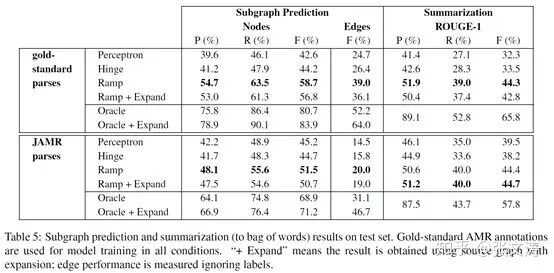 Subgraph Prediction Summarization
Nodes Edges ROUGE-1
P (%) R (%) F (%) F (%) P (%) R (%) F (%)
gold-standard parses Perceptron 39.6 46.1 42.6 24.7 41.4 27.1 32.3
Hinge 41.2 47.9 44.2 26.4 42.6 28.3 33.5
Ramp 54.7 63.5 58.7 39.0 51.9 39.0 44.3
Ramp + Expand 53.0 61.3 56.8 36.1 50.4 37.4 42.8
Oracle 75.8 86.4 80.7 52.2 89.1 52.8 65.8
Oracle + Expand 78.9 90.1 83.9 64.0
JAMR parses Perceptron 42.2 48.9 45.2 14.5 46.1 35.0 39.5
Hinge 41.7 48.3 44.7 15.8 44.9 33.6 38.2
Ramp 48.1 55.6 51.5 20.0 50.6 40.0 44.4
Ramp + Expand 47.5 54.6 50.7 19.0 51.2 40.0 44.7
Oracle 64.1 74.8 68.9 31.1 87.5 43.7 57.8
Oracle + Expand 66.9 76.4 71.2 46.7
Table 5: Subgraph prediction and summarization (to bag of words) results on test set. Gold-standard AMR annotations
are used for model training in all conditions. “+ Expand” means the result is obtained using source graph with
expansion; edge performance is measured ignoring labels.